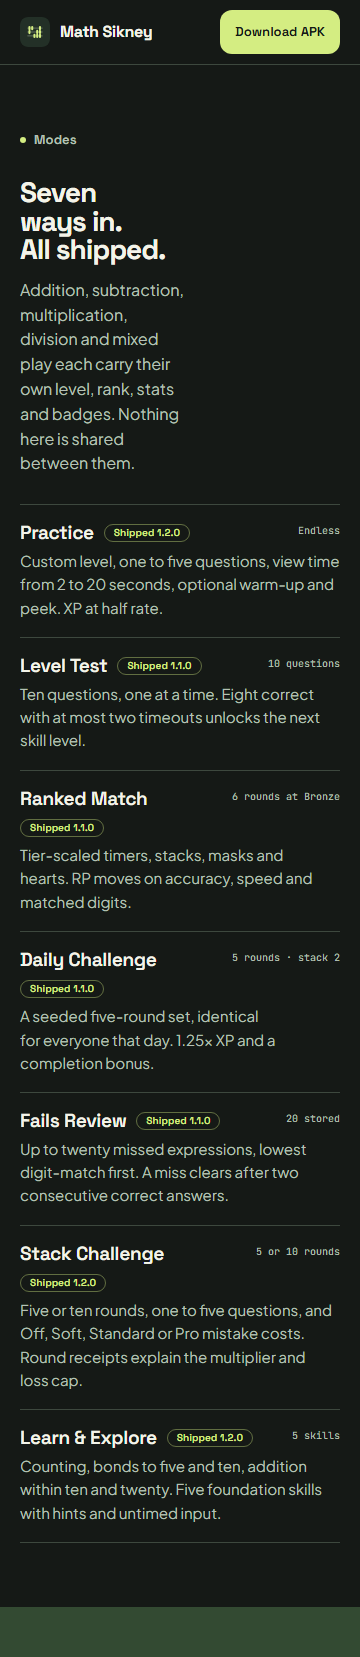 Math Sikney
Download APK
Modes
Seven
ways in.
All shipped.
Addition, subtraction,
multiplication,
division and mixed
play each carry their
own level, rank, stats
and badges. Nothing
here is shared
between them.
Practice Shipped 1.2.0 Endless
Custom level, one to five questions, view time
from 2 to 20 seconds, optional warm-up and
peek. XP at half rate.
Level Test Shipped 1.1.0 10 questions
Ten questions, one at a time. Eight correct
with at most two timeouts unlocks the next
skill level.
Ranked Match 6 rounds at Bronze
Shipped 1.1.0
Tier-scaled timers, stacks, masks and
hearts. RP moves on accuracy, speed and
matched digits.
Daily Challenge 5 rounds · stack 2
Shipped 1.1.0
A seeded five-round set, identical
for everyone that day. 1.25× XP and a
completion bonus.
Fails Review Shipped 1.1.0 20 stored
Up to twenty missed expressions, lowest
digit-match first. A miss clears after two
consecutive correct answers.
Stack Challenge 5 or 10 rounds
Shipped 1.2.0
Five or ten rounds, one to five questions, and
Off, Soft, Standard or Pro mistake costs.
Round receipts explain the multiplier and
loss cap.
Learn & Explore Shipped 1.2.0 5 skills
Counting, bonds to five and ten, addition
within ten and twenty. Five foundation skills
with hints and untimed input.